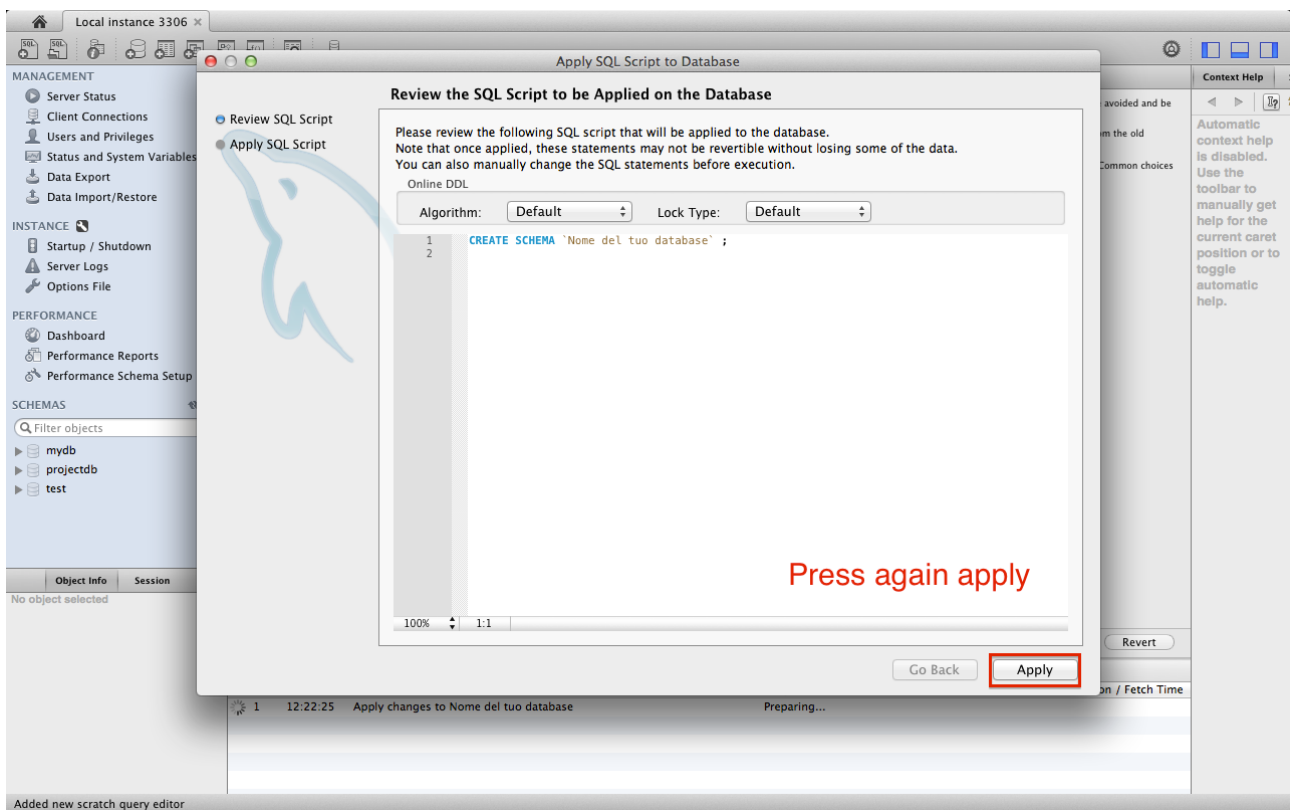 Local instance 3306 ×
MANAGEMENT
Server Status
Client Connections
Users and Privileges
Status and System Variables
Data Export
Data Import/Restore
INSTANCE
Startup / Shutdown
Server Logs
Options File
PERFORMANCE
Dashboard
Performance Reports
Performance Schema Setup
SCHEMAS
Filter objects
mydb
projectdb
test
Object Info Session
No object selected
Apply SQL Script to Database
Review SQL Script
Apply SQL Script
Review the SQL Script to be Applied on the Database
Please review the following SQL script that will be applied to the database.
Note that once applied, these statements may not be revertible without losing some of the data.
You can also manually change the SQL statements before execution.
Online DDL
Algorithm: Default Lock Type: Default
1 CREATE SCHEMA `Nome del tuo database` ;
2
Press again apply
100% 1:1
Go Back Apply
avoided and be
m the old
Common choices
Revert
on / Fetch Time
1 12:22:25 Apply changes to Nome del tuo database Preparing...
Context Help
Automatic
context help
is disabled.
Use the
toolbar to
manually get
help for the
current caret
position or to
toggle
automatic
help.
Added new scratch query editor